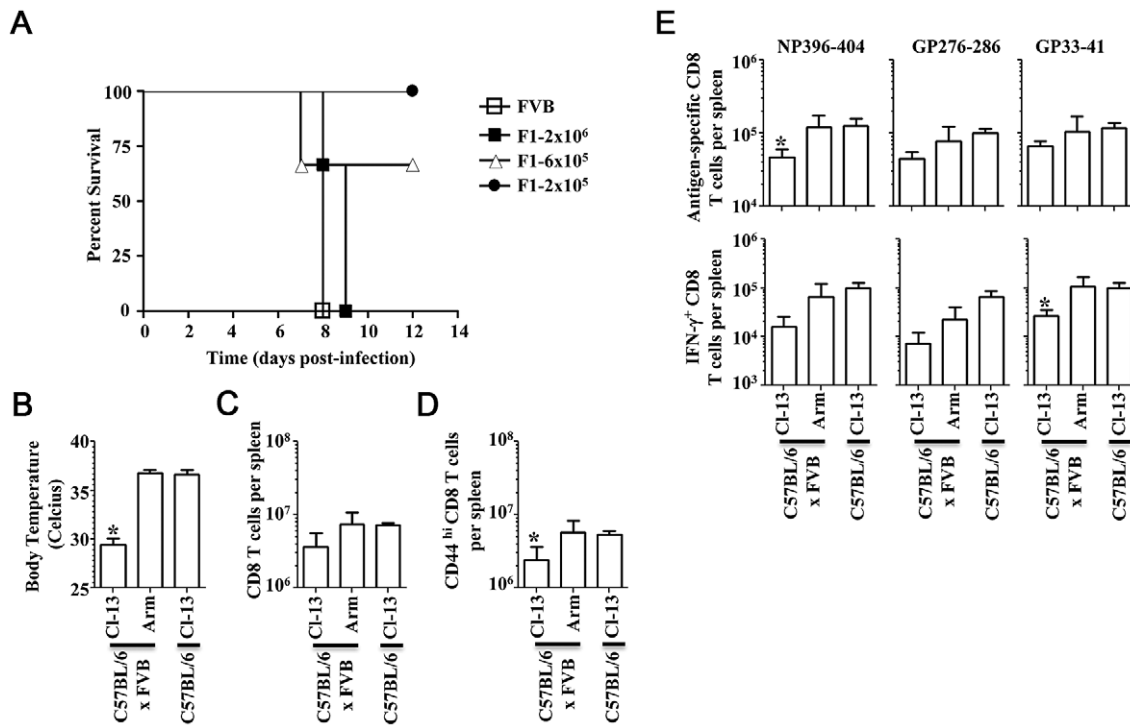 A
Percent Survival
100
75
50
25
0
0 2 4 6 8 10 12 14
Time (days post-infection)
FVB
F1-2x10⁶
F1-6x10⁵
F1-2x10⁵
B
Body Temperature
(Celcius)
40
35
30
25
*
Cl-13
Arm
Cl-13
C57BL/6
x FVB
C57BL/6
C
CD8 T cells per spleen
10⁸
10⁷
10⁶
Cl-13
Arm
Cl-13
C57BL/6
x FVB
C57BL/6
D
CD44 hi CD8 T cells
per spleen
10⁸
10⁷
10⁶
*
Cl-13
Arm
Cl-13
C57BL/6
x FVB
C57BL/6
E
NP396-404 GP276-286 GP33-41
Antigen-specific CD8
T cells per spleen
10⁶
10⁵
10⁴
*
IFN-γ⁺ CD8
T cells per spleen
10⁶
10⁵
10⁴
10³
*
Cl-13
Arm
Cl-13
C57BL/6
x FVB
C57BL/6
Cl-13
Arm
Cl-13
C57BL/6
x FVB
C57BL/6
Cl-13
Arm
Cl-13
C57BL/6
x FVB
C57BL/6